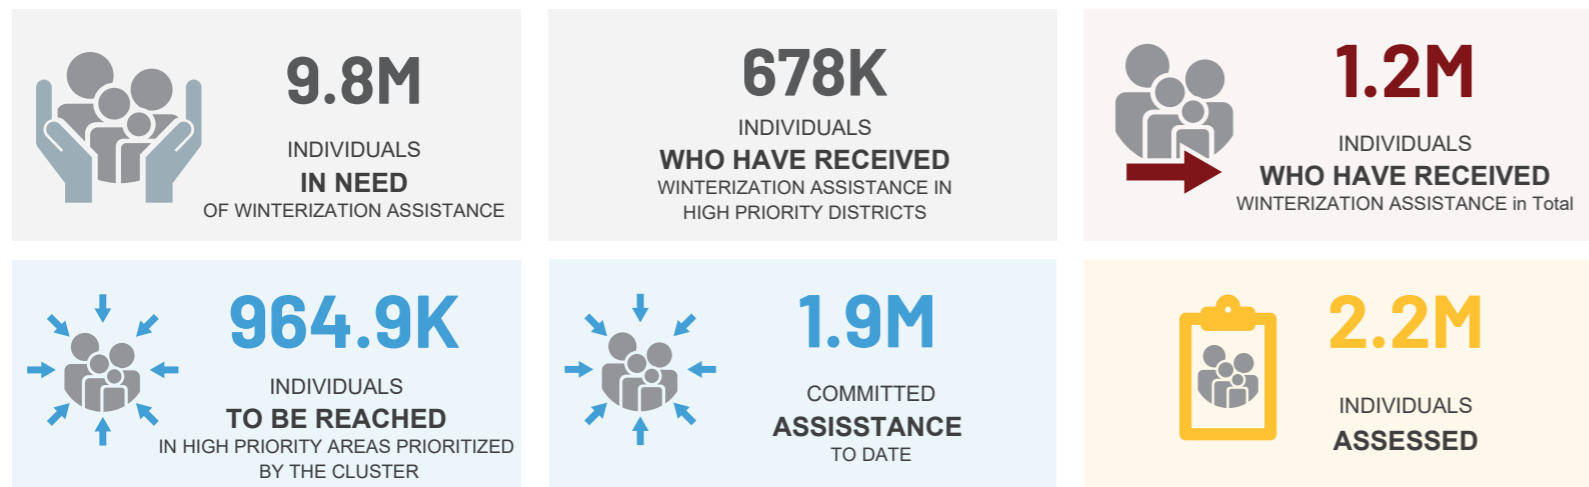 9.8M
INDIVIDUALS
IN NEED
OF WINTERIZATION ASSISTANCE
678K
INDIVIDUALS
WHO HAVE RECEIVED
WINTERIZATION ASSISTANCE IN
HIGH PRIORITY DISTRICTS
1.2M
INDIVIDUALS
WHO HAVE RECEIVED
WINTERIZATION ASSISTANCE in Total
964.9K
INDIVIDUALS
TO BE REACHED
IN HIGH PRIORITY AREAS PRIORITIZED
BY THE CLUSTER
1.9M
COMMITTED
ASSISSTANCE
TO DATE
2.2M
INDIVIDUALS
ASSESSED